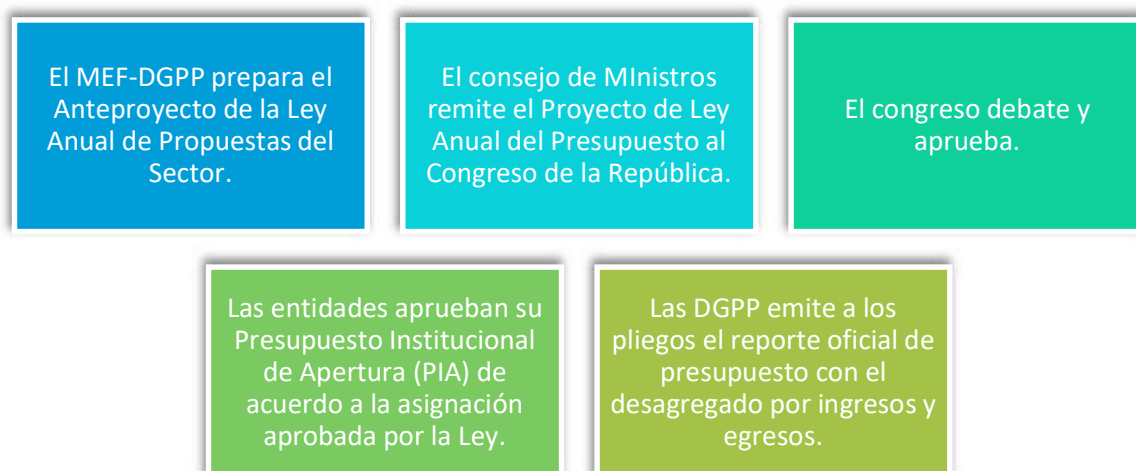 El MEF-DGPP prepara el
Anteproyecto de la Ley
Anual de Propuestas del
Sector.
El consejo de MInistros
remite el Proyecto de Ley
Anual del Presupuesto al
Congreso de la República.
El congreso debate y
aprueba.
Las entidades aprueban su
Presupuesto Institucional
de Apertura (PIA) de
acuerdo a la asignación
aprobada por la Ley.
Las DGPP emite a los
pliegos el reporte oficial de
presupuesto con el
desagregado por ingresos y
egresos.